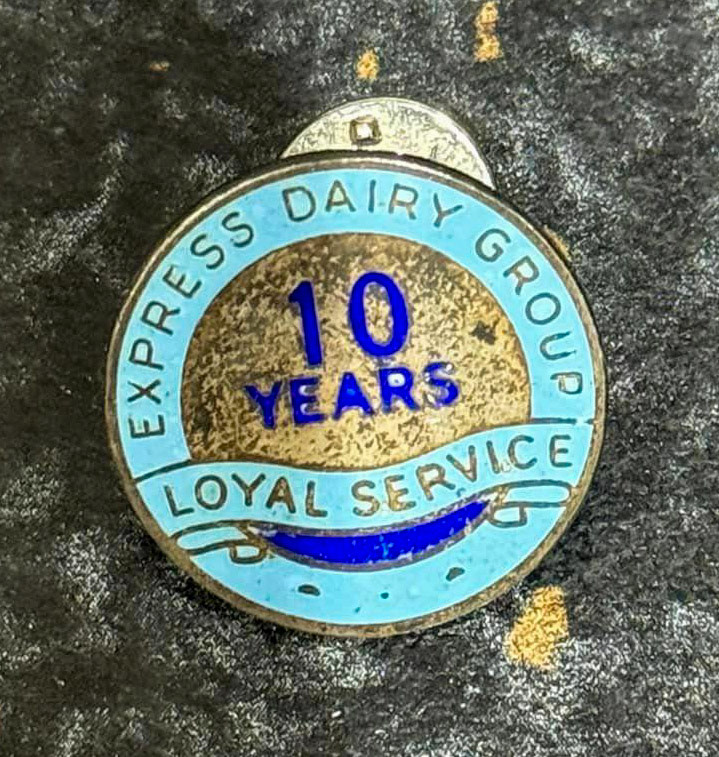 EXPRESS DAIRY GROUP
10
YEARS
LOYAL SERVICE